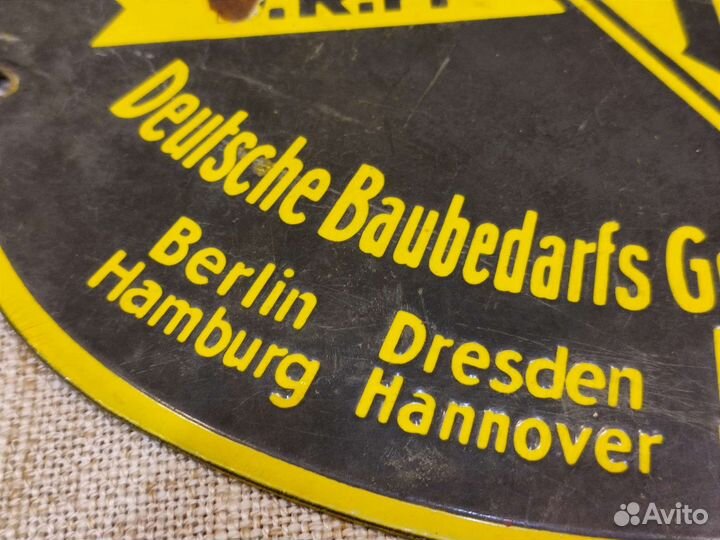 Deutsche Baubedarfs G
Berlin
Hamburg
Dresden
Hannover
Avito